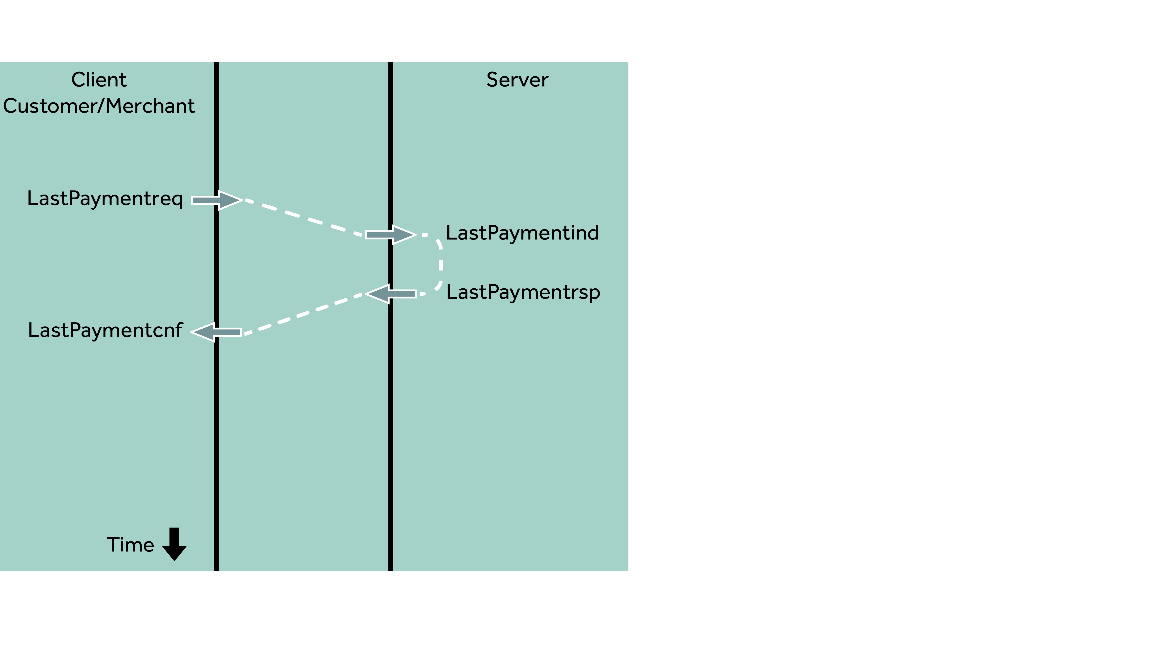 Client
Customer/Merchant
Server
LastPaymentreq
LastPaymentind
LastPaymentrsp
LastPaymentcnf
Time